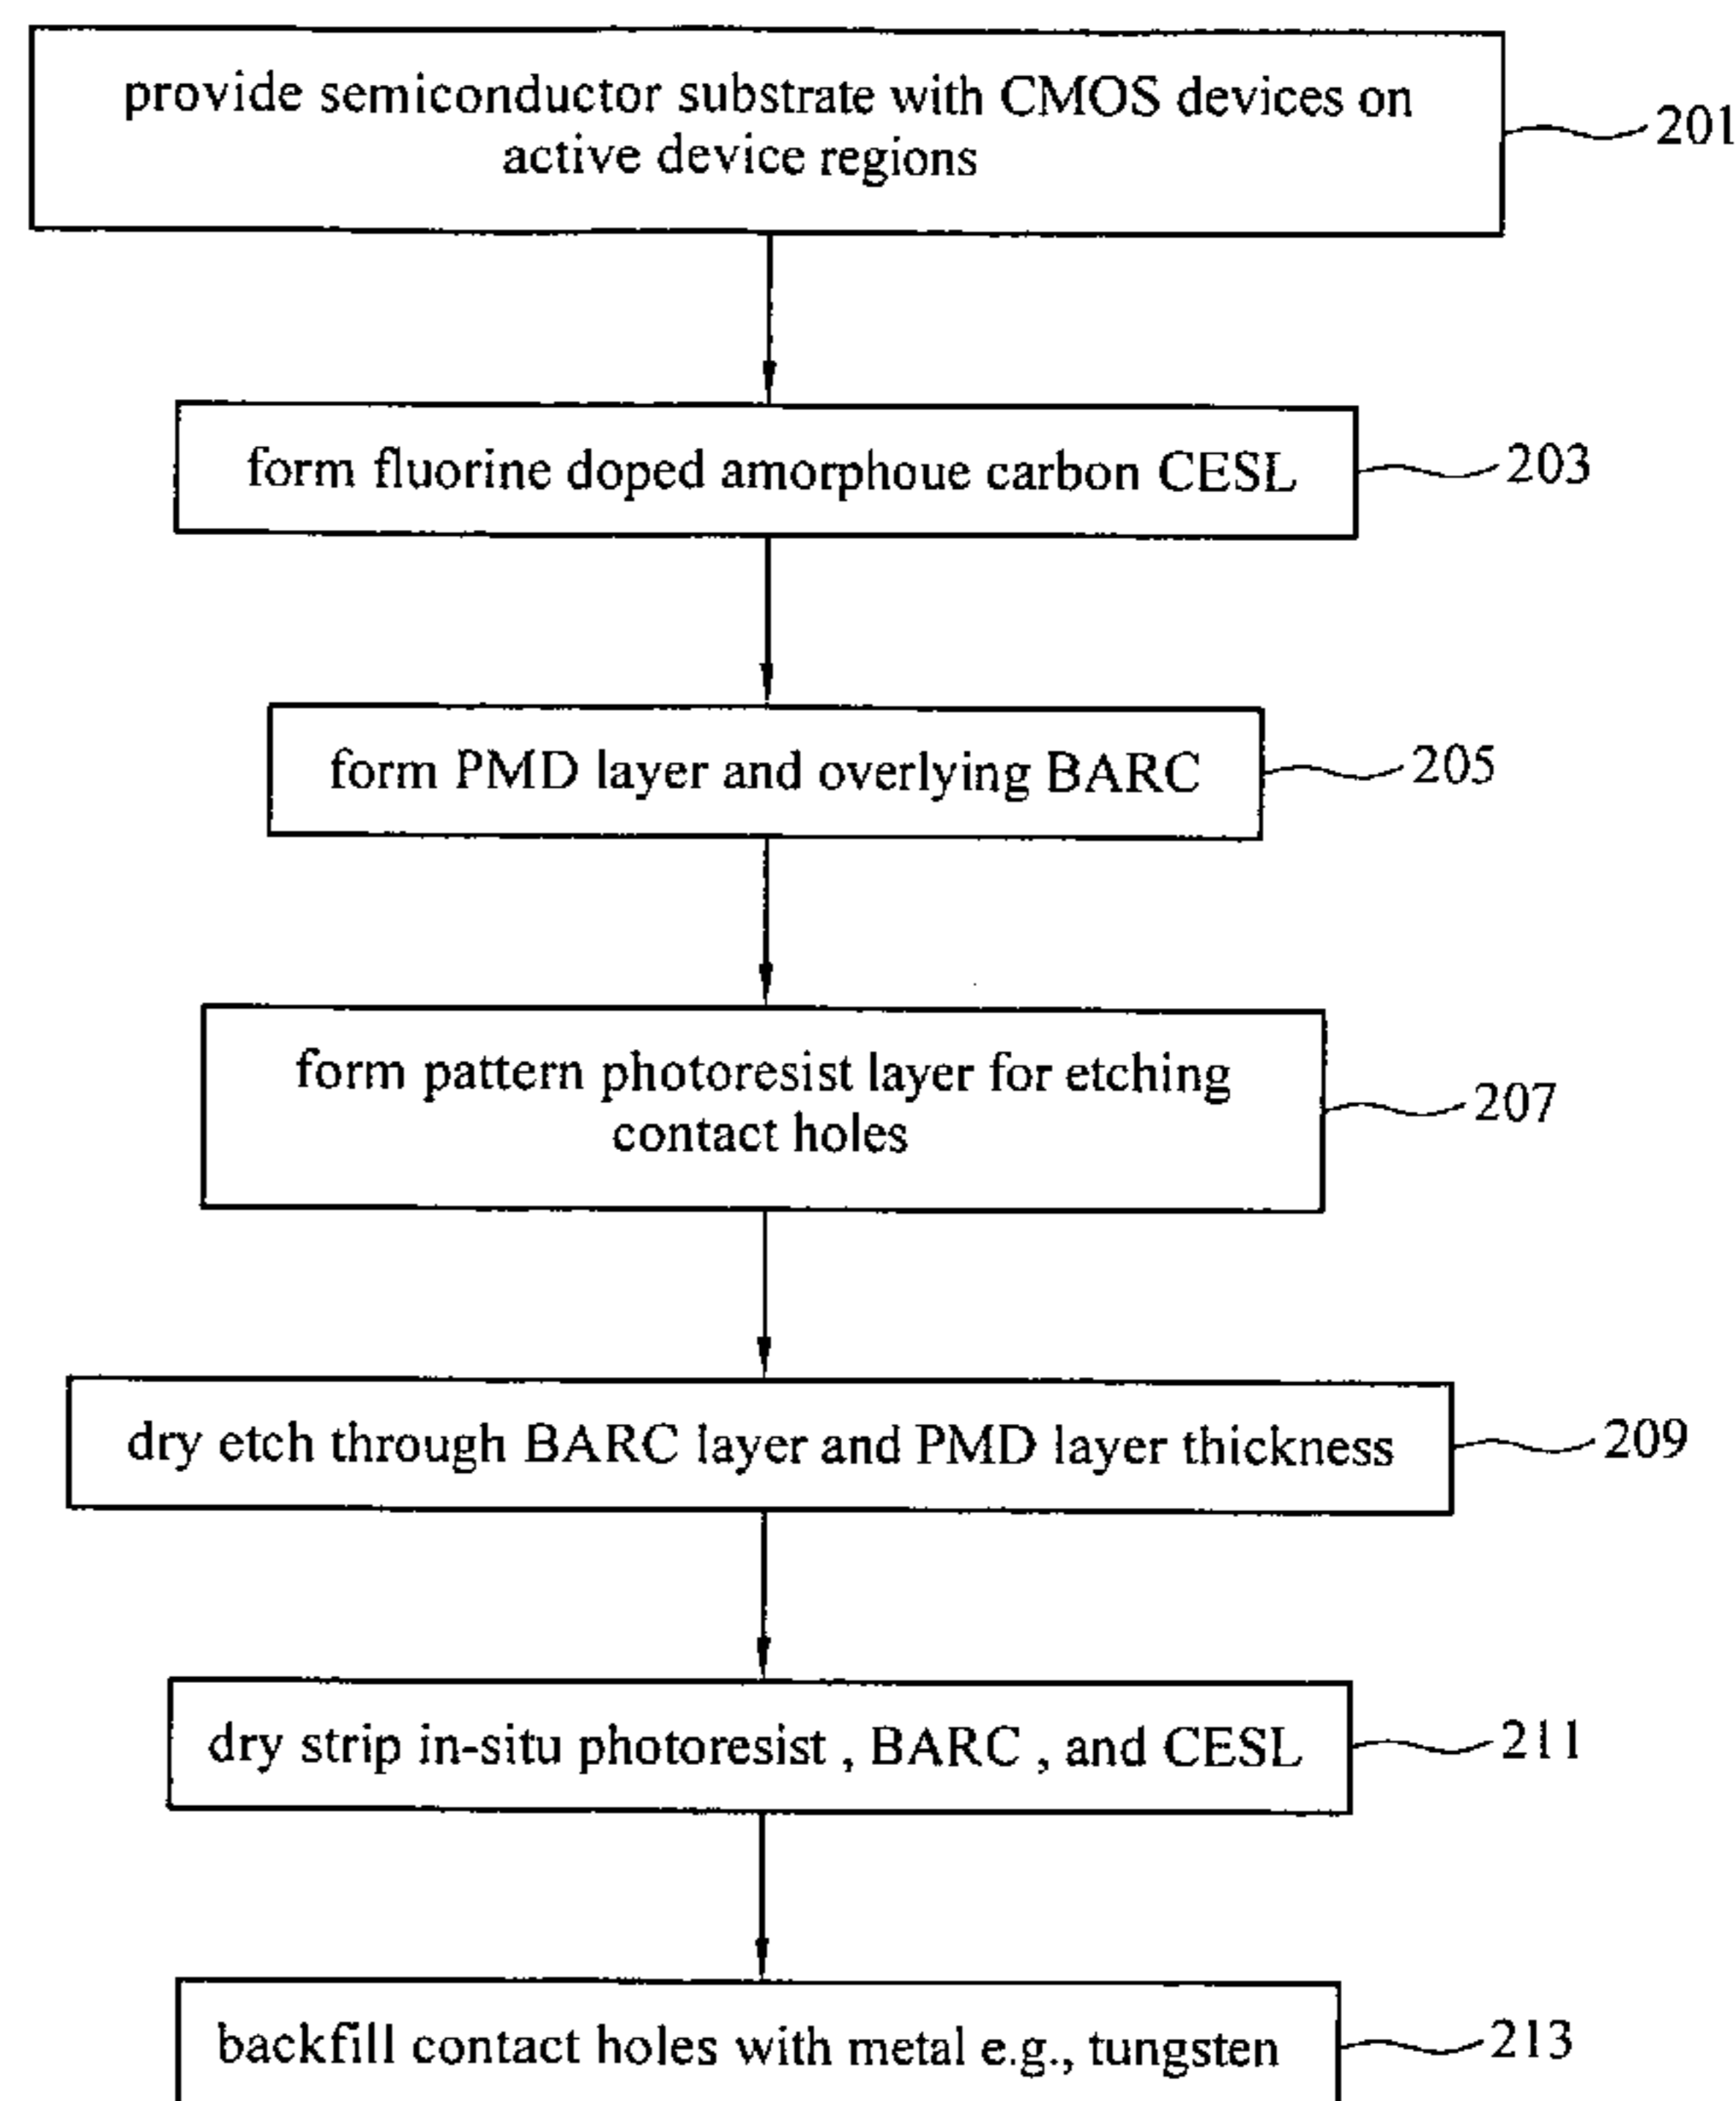 provide semiconductor substrate with CMOS devices on
active device regions
201
form fluorine doped amorphoue carbon CESL
203
form PMD layer and overlying BARC
205
form pattern photoresist layer for etching
contact holes
207
dry etch through BARC layer and PMD layer thickness
209
dry strip in-situ photoresist , BARC , and CESL
211
backfill contact holes with metal e.g., tungsten
213